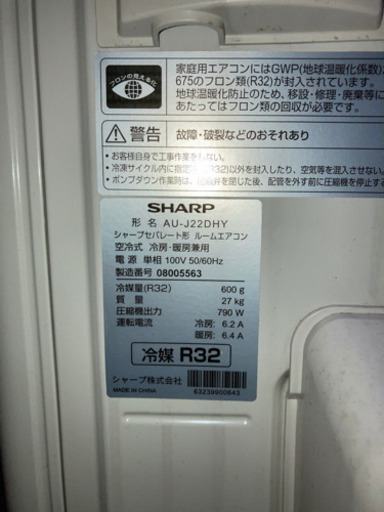 フロンの見える化
家庭用エアコンにはGWP(地球温暖化係数)
675のフロン類(R32)が封入されています。
地球温暖化防止のため、移設・修理・廃棄等に
あたってはフロン類の回収が必要です。
警告 故障・破裂などのおそれあり
• お客様自身で工事作業をしない。
• 冷凍サイクル内に指定 R32)以外を封入したり、空気等を混入させない。
• ポンプダウン作業時は、 弁を閉じた後、配管を外す前に圧縮機を停止す
SHARP
形 名 AU-J22DHY
シャープセパレート形 ルームエアコン
空冷式 冷房・暖房兼用
電 源 単相 100V 50/60Hz
製造番号 08005563
冷媒量(R32) 600 g
質 量 27 kg
圧縮機出力 790 W
運転電流 冷房: 6.2 A
暖房: 6.4 A
冷媒 R32
シャープ株式会社
MADE IN CHINA
63239900643